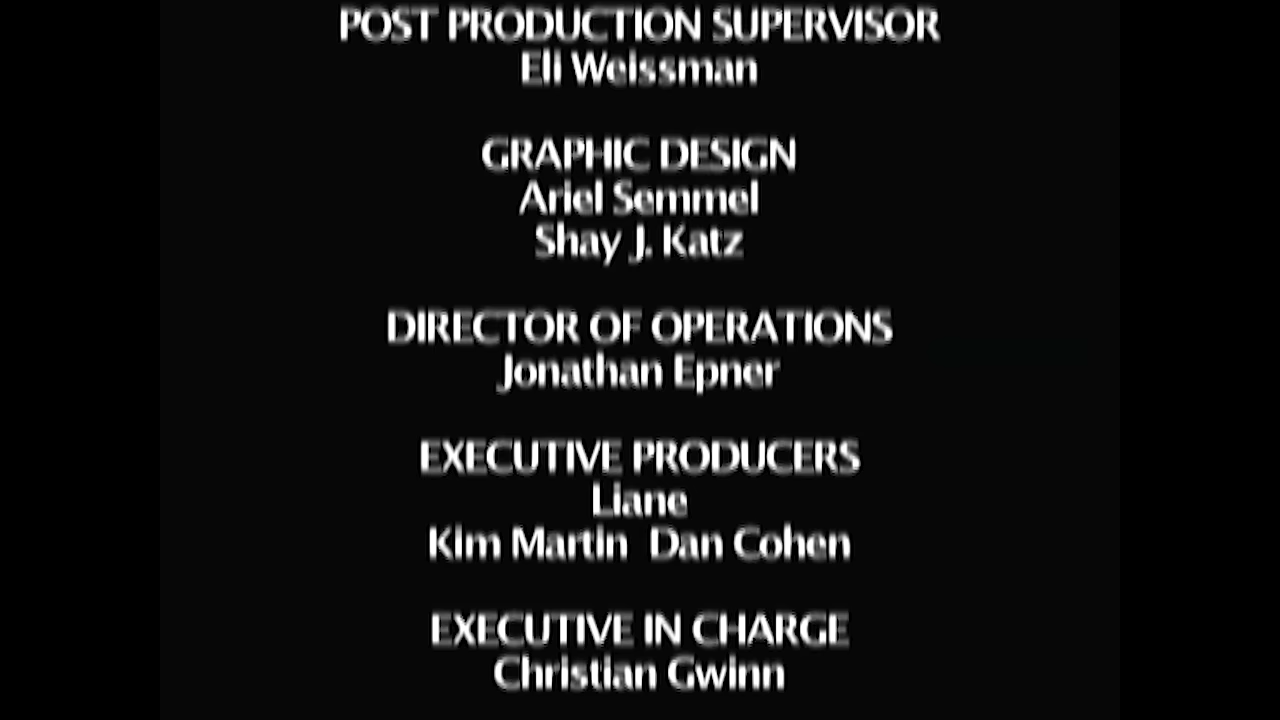 POST PRODUCTION SUPERVISOR
Eli Weissman
GRAPHIC DESIGN
Ariel Semmel
Shay J. Katz
DIRECTOR OF OPERATIONS
Jonathan Epner
EXECUTIVE PRODUCERS
Liane
Kim Martin  Dan Cohen
EXECUTIVE IN CHARGE
Christian Gwinn